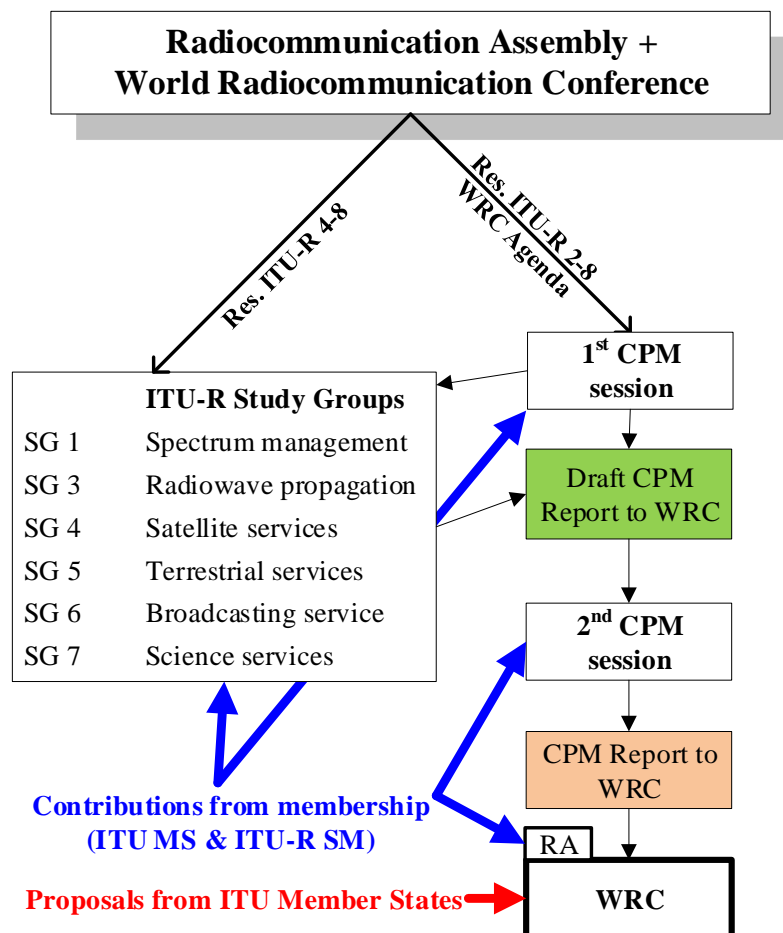 Radiocommunication Assembly +
World Radiocommunication Conference
Res. ITU-R 4-8
Res. ITU-R 2-8
WRC Agenda
1st CPM
session
ITU-R Study Groups
SG 1 Spectrum management
SG 3 Radiowave propagation
SG 4 Satellite services
SG 5 Terrestrial services
SG 6 Broadcasting service
SG 7 Science services
Draft CPM
Report to WRC
2nd CPM
session
CPM Report to
WRC
Contributions from membership
(ITU MS & ITU-R SM)
RA
WRC
Proposals from ITU Member States